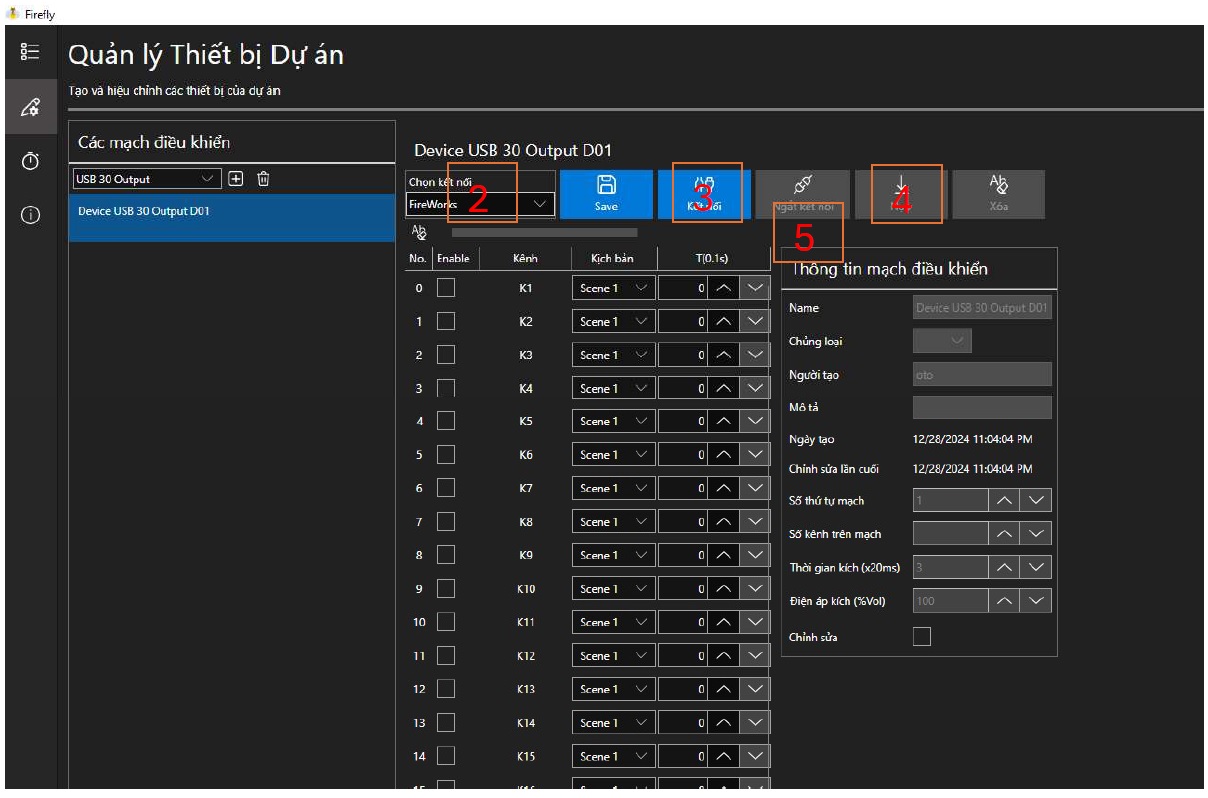 Firefly
Quản lý Thiết bị Dự án
Tạo và hiệu chỉnh các thiết bị của dự án
Các mạch điều khiển
USB 30 Output
Device USB 30 Output D01
Device USB 30 Output D01
Chọn kết nối
FireWorks
2
Save
3
Kết nối
Ngắt kết nối
4
Xóa
5
No. Enable Kênh Kịch bản T(0.1s)
0 K1 Scene 1 0
1 K2 Scene 1 0
2 K3 Scene 1 0
3 K4 Scene 1 0
4 K5 Scene 1 0
5 K6 Scene 1 0
6 K7 Scene 1 0
7 K8 Scene 1 0
8 K9 Scene 1 0
9 K10 Scene 1 0
10 K11 Scene 1 0
11 K12 Scene 1 0
12 K13 Scene 1 0
13 K14 Scene 1 0
14 K15 Scene 1 0
Thông tin mạch điều khiển
Name Device USB 30 Output D01
Chủng loại
Người tạo oto
Mô tả
Ngày tạo 12/28/2024 11:04:04 PM
Chỉnh sửa lần cuối 12/28/2024 11:04:04 PM
Số thứ tự mạch 1
Số kênh trên mạch
Thời gian kích (x20ms) 3
Điện áp kích (%Vol) 100
Chỉnh sửa